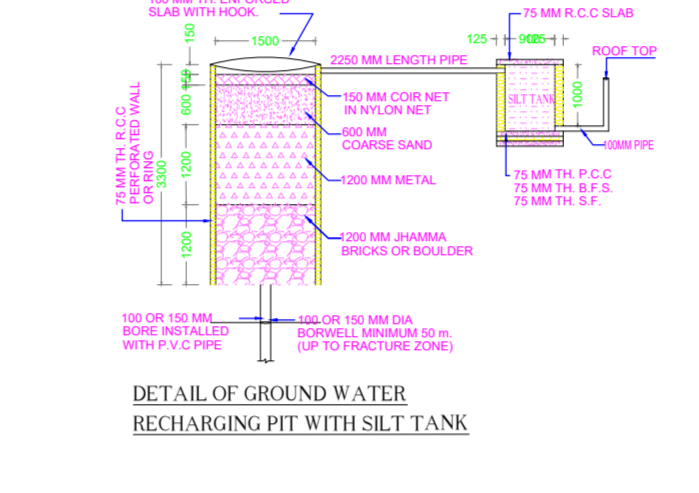 TH.
SLAB WITH HOOK.
75 MM R.C.C SLAB
150
1500
125
125
2250 MM LENGTH PIPE
ROOF TOP
150 MM COIR NET
IN NYLON NET
SILT TANK
1000
600
600 MM
COARSE SAND
100MM PIPE
75 MM TH. R.C.C
PERFORATED WALL
OR RING
3300
1200
1200 MM METAL
75 MM TH. P.C.C
75 MM TH. B.F.S.
75 MM TH. S.F.
1200
1200 MM JHAMMA
BRICKS OR BOULDER
100 OR 150 MM
BORE INSTALLED
WITH P.V.C PIPE
100 OR 150 MM DIA
BORWELL MINIMUM 50 m.
(UP TO FRACTURE ZONE)
DETAIL OF GROUND WATER
RECHARGING PIT WITH SILT TANK